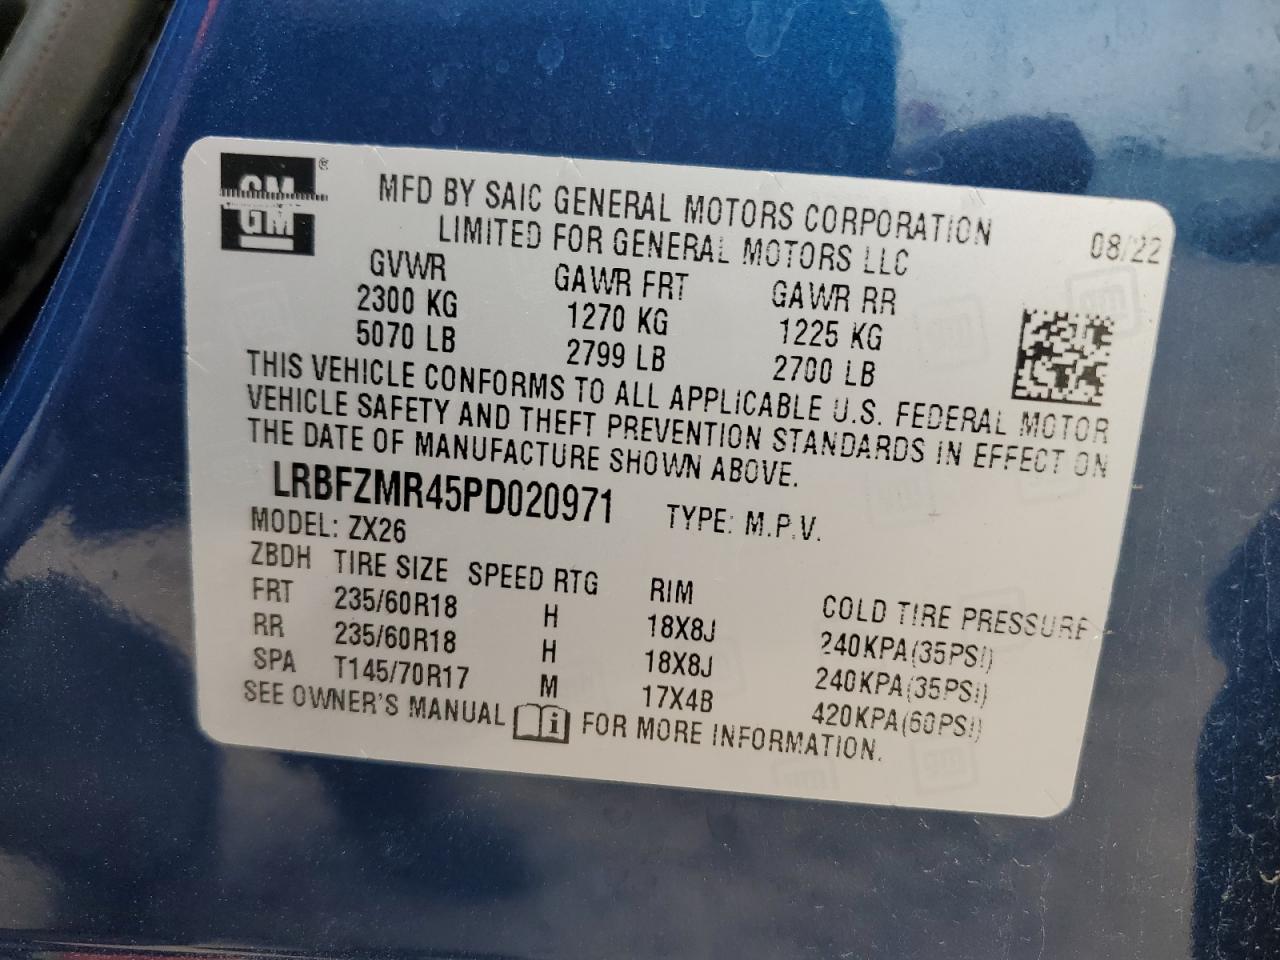 GM
GM ®
MFD BY SAIC GENERAL MOTORS CORPORATION
LIMITED FOR GENERAL MOTORS LLC
08/22
GVWR GAWR FRT GAWR RR
2300 KG 1270 KG 1225 KG
5070 LB 2799 LB 2700 LB
THIS VEHICLE CONFORMS TO ALL APPLICABLE U.S. FEDERAL MOTOR
VEHICLE SAFETY AND THEFT PREVENTION STANDARDS IN EFFECT ON
THE DATE OF MANUFACTURE SHOWN ABOVE.
LRBFZMR45PD020971 TYPE: M.P.V.
MODEL: ZX26
ZBDH TIRE SIZE SPEED RTG RIM COLD TIRE PRESSURE
FRT 235/60R18 H 18X8J 240KPA(35PSI)
RR 235/60R18 H 18X8J 240KPA(35PSI)
SPA T145/70R17 M 17X4B 420KPA(60PSI)
SEE OWNER'S MANUAL i FOR MORE INFORMATION.